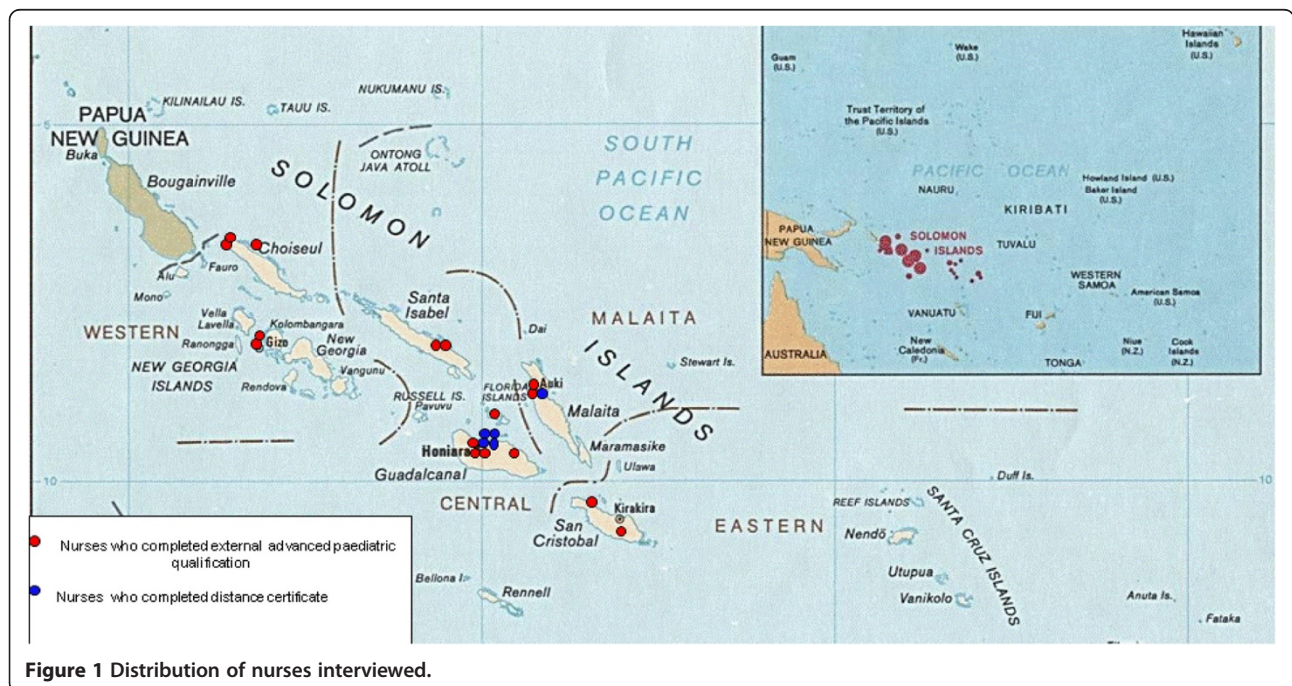 KILINAILAU IS.
TAUU IS.
NUKUMANU IS.
PAPUA
NEW GUINEA
5
Buka
Bougainville
ONTONG
JAVA ATOLL
SOLOMON
SOUTH
PACIFIC
OCEAN
Choiseul
Alu
Fauro
Mono
Vella
Lavella
WESTERN
Kolombangara
Ranongga
Gizo
New
Georgia
NEW GEORGIA
ISLANDS
Rendova
Vangunu
Santa
Isabel
Dai
MALAITA
ISLANDS
Stewart Is.
RUSSELL IS.
Pavuvu
FLORIDA
ISLANDS
Auki
Malaita
Maramasike
Ulawa
Honiara
Guadalcanal
10
CENTRAL
Kirakira
San
Cristobal
EASTERN
Bellona I.
Rennell
Duff Is.
10
REEF ISLANDS
SANTA CRUZ ISLANDS
Nendö
Utupua
Vanikolo
Anuta Is.
Fataka
Guam
(U.S.)
Wake
(U.S.)
Hawaiian
Islands
(U.S.)
Trust Territory of
the Pacific Islands
(U.S.)
PACIFIC OCEAN
NAURU
Howland Island (U.S.)
Baker Island
(U.S.)
KIRIBATI
PAPUA
NEW GUINEA
SOLOMON
ISLANDS
TUVALU
WESTERN
SAMOA
American Samoa
(U.S.)
VANUATU
FIJI
New
Caledonia
(Fr.)
AUSTRALIA
TONGA
Niue
(N.Z.)
Cook
Islands
(N.Z.)
Nurses who completed external advanced paediatric
qualification
Nurses who completed distance certificate
Figure 1 Distribution of nurses interviewed.